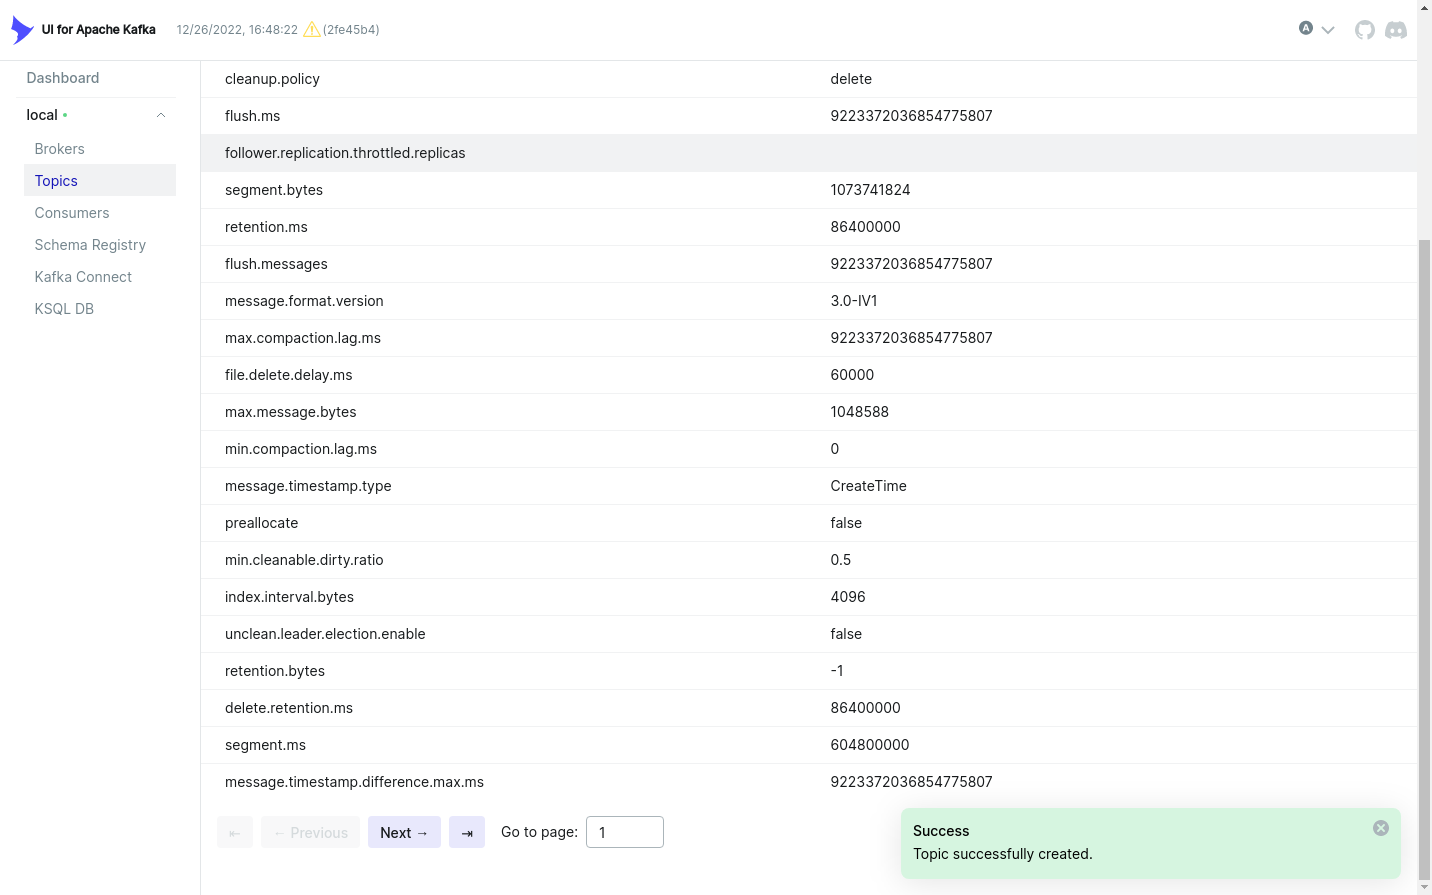 UI for Apache Kafka 12/26/2022, 16:48:22 (2fe45b4) A
Dashboard
local
Brokers
Topics
Consumers
Schema Registry
Kafka Connect
KSQL DB
cleanup.policy delete
flush.ms 9223372036854775807
follower.replication.throttled.replicas
segment.bytes 1073741824
retention.ms 86400000
flush.messages 9223372036854775807
message.format.version 3.0-IV1
max.compaction.lag.ms 9223372036854775807
file.delete.delay.ms 60000
max.message.bytes 1048588
min.compaction.lag.ms 0
message.timestamp.type CreateTime
preallocate false
min.cleanable.dirty.ratio 0.5
index.interval.bytes 4096
unclean.leader.election.enable false
retention.bytes -1
delete.retention.ms 86400000
segment.ms 604800000
message.timestamp.difference.max.ms 9223372036854775807
⇤ ← Previous Next → ⇥ Go to page: 1
Success
Topic successfully created.